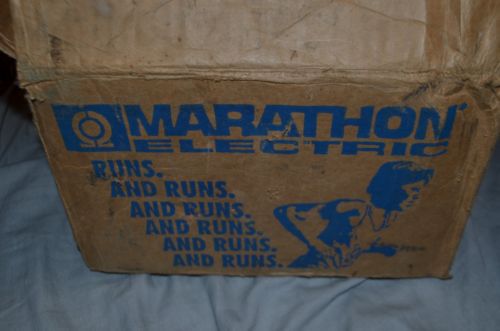 MARATHON
ELECTRIC
RUNS.
AND RUNS.
AND RUNS.
AND RUNS.
AND RUNS.
AND RUNS.